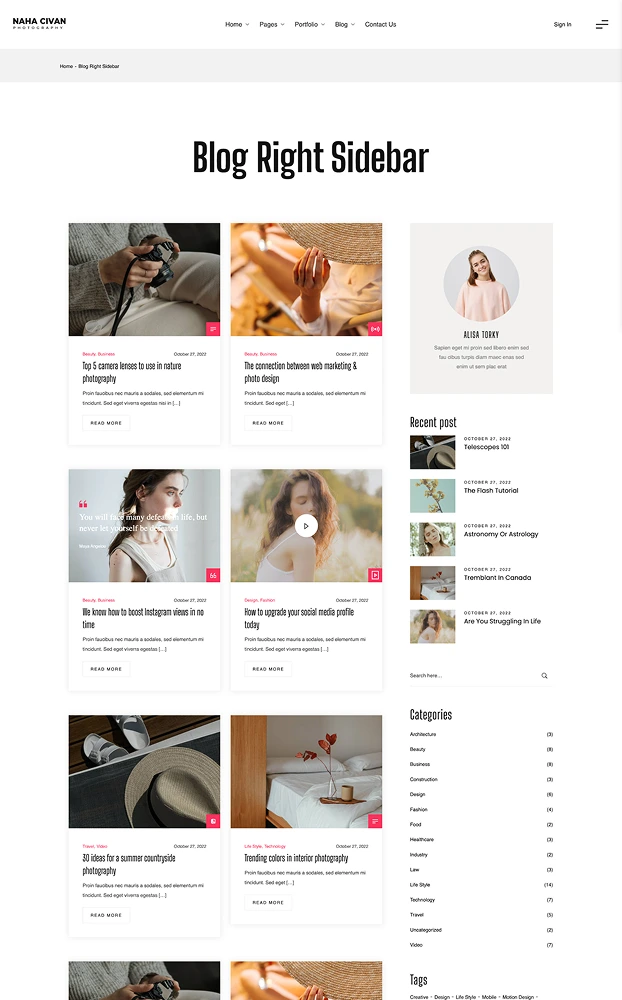 NAHA CIVAN
PHOTOGRAPHY
Home
Pages
Portfolio
Blog
Contact Us
Sign In
Home - Blog Right Sidebar
Blog Right Sidebar
Beauty, Business
October 27, 2022
Top 5 camera lenses to use in nature
photography
Proin faucibus nec mauris a sodales, sed elementum mi
tincidunt. Sed eget viverra egestas nisi in [...]
READ MORE
Beauty, Business
October 27, 2022
The connection between web marketing &
photo design
Proin faucibus nec mauris a sodales, sed elementum mi
tincidunt. Sed eget [...]
READ MORE
You will face many defeats in life, but
never let yourself be defeated
Maya Angelou
Beauty, Business
October 27, 2022
We know how to boost Instagram views in no
time
Proin faucibus nec mauris a sodales, sed elementum mi
tincidunt. Sed eget viverra egestas [...]
READ MORE
Design, Fashion
October 27, 2022
How to upgrade your social media profile
today
Proin faucibus nec mauris a sodales, sed elementum mi
tincidunt. Sed eget viverra egestas [...]
READ MORE
Travel, Video
October 27, 2022
30 ideas for a summer countryside
photography
Proin faucibus nec mauris a sodales, sed elementum mi
tincidunt. Sed eget viverra egestas [...]
READ MORE
Life Style, Technology
October 27, 2022
Trending colors in interior photography
Proin faucibus nec mauris a sodales, sed elementum mi
tincidunt. Sed eget [...]
READ MORE
ALISA TORKY
Sapien eget mi proin sed libero enim sed
fau cibus turpis diam maec enas sed
enim ut sem plac erat
Recent post
OCTOBER 27, 2022
Telescopes 101
OCTOBER 27, 2022
The Flash Tutorial
OCTOBER 27, 2022
Astronomy Or Astrology
OCTOBER 27, 2022
Tremblant In Canada
OCTOBER 27, 2022
Are You Struggling In Life
Search here...
Categories
Architecture (3)
Beauty (8)
Business (8)
Construction (3)
Design (6)
Fashion (4)
Food (2)
Healthcare (3)
Industry (2)
Law (3)
Life Style (14)
Technology (7)
Travel (5)
Uncategorized (2)
Video (7)
Tags
Creative - Design - Life Style - Mobile - Motion Design -